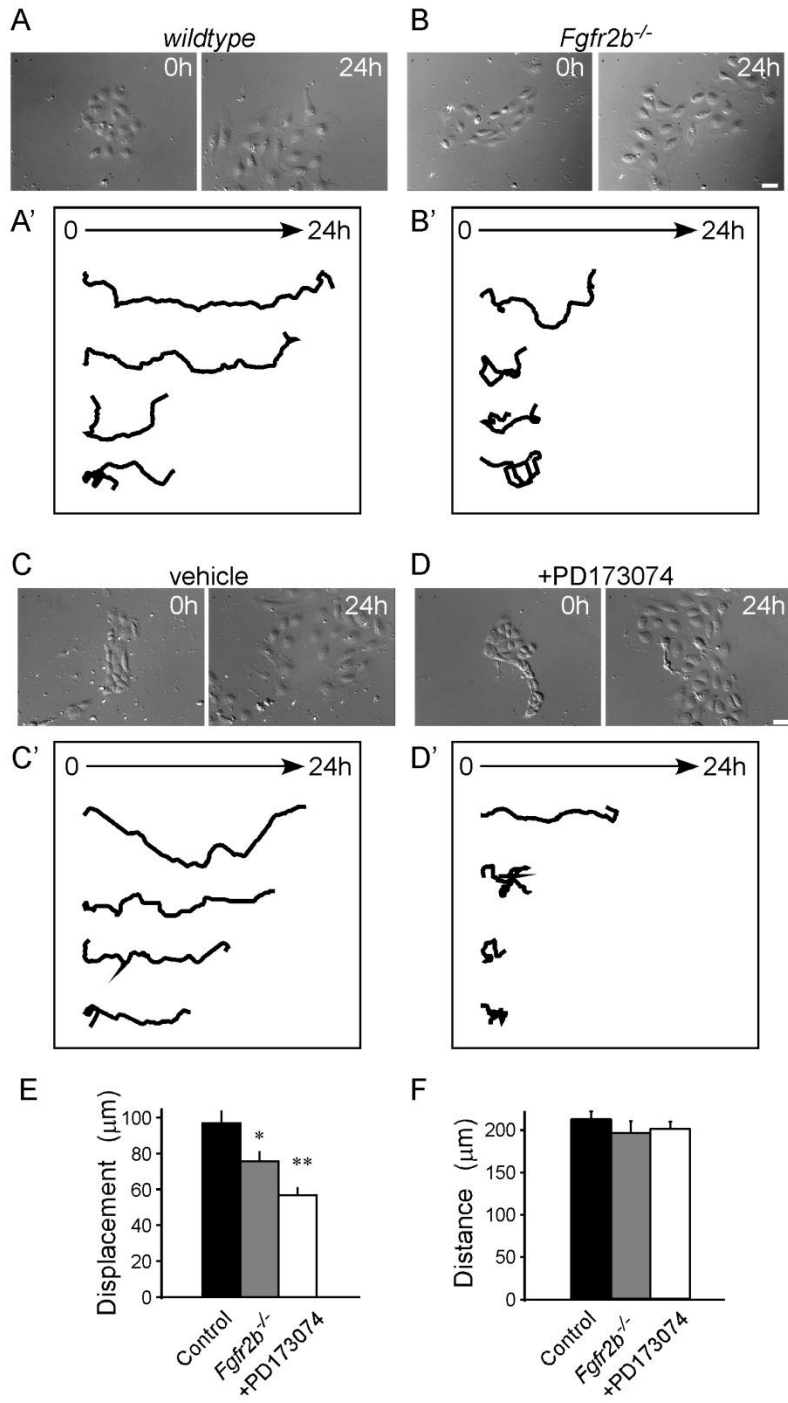 A wildtype B Fgfr2b-/-
0h 24h 0h 24h
A' 0 24h B' 0 24h
C vehicle D +PD173074
0h 24h 0h 24h
C' 0 24h D' 0 24h
E F
Displacement (μm)
100
80
60
40
20
0
* **
Control
Fgfr2b-/-
+PD173074
Distance (μm)
200
150
100
50
0
Control
Fgfr2b-/-
+PD173074